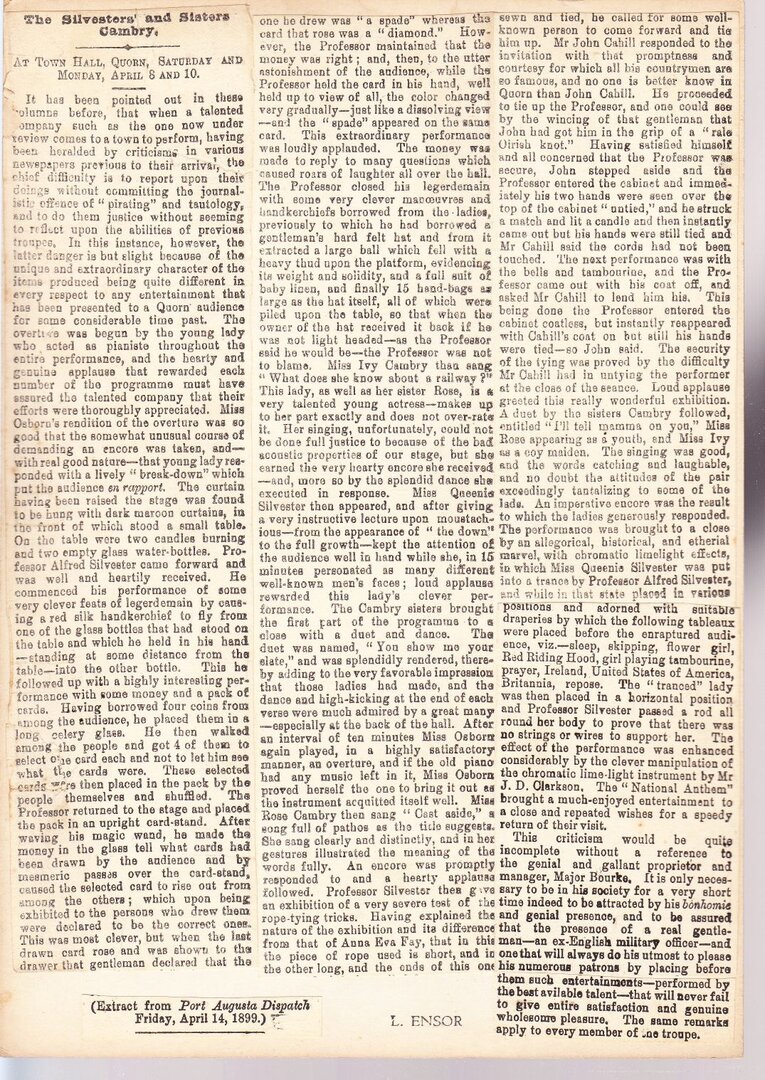 The Silvesters' and Sisters
Cambry.
AT TOWN HALL, QUORN, SATURDAY AND
MONDAY, APRIL 8 AND 10.
It has been pointed out in these
columns before, that when a talented
company such as the one now under
review comes to a town to perform, having
been heralded by criticisms in various
newspapers previous to their arrival, the
chief difficulty is to report upon their
doings without committing the journal-
istic offence of "pirating" and tautology,
and to do them justice without seeming
to reflect upon the abilities of previous
troupes. In this instance, however, the
latter danger is but slight because of the
unique and extraordinary character of the
items produced being quite different in
every respect to any entertainment that
has been presented to a Quorn audience
for some considerable time past. The
overture was begun by the young lady
who acted as pianiste throughout the
entire performance, and the hearty and
genuine applause that rewarded each
number of the programme must have
assured the talented company that their
efforts were thoroughly appreciated. Miss
Osborn's rendition of the overture was so
good that the somewhat unusual course of
demanding an encore was taken, and—
with real good nature—that young lady res-
ponded with a lively "break-down" which
put the audience en rapport. The curtain
having been raised the stage was found
to be hung with dark maroon curtains, in
the front of which stood a small table.
On the table were two candles burning
and two empty glass water-bottles. Pro-
fessor Alfred Silvester came forward and
was well and heartily received. He
commenced his performance of some
very clever feats of legerdemain by caus-
ing a red silk handkerchief to fly from
one of the glass bottles that had stood on
the table and which he held in his hand
—standing at some distance from the
table—into the other bottle. This he
followed up with a highly interesting per-
formance with some money and a pack of
cards. Having borrowed four coins from
among the audience, he placed them in a
long celery glass. He then walked
among the people and got 4 of them to
select one card each and not to let him see
what the cards were. These selected
cards were then placed in the pack by the
people themselves and shuffled. The
Professor returned to the stage and placed
the pack in an upright card-stand. After
waving his magic wand, he made the
money in the glass tell what cards had
been drawn by the audience and by
mesmeric passes over the card-stand,
caused the selected card to rise out from
among the others; which upon being
exhibited to the persons who drew them
were declared to be the correct ones.
This was most clever, but when the last
drawn card rose and was shown to the
drawer that gentleman declared that the
one he drew was "a spade" whereas the
card that rose was a "diamond." How-
ever, the Professor maintained that the
money was right; and, then, to the utter
astonishment of the audience, while the
Professor held the card in his hand, well
held up to view of all, the color changed
very gradually—just like a dissolving view
—and the "spade" appeared on the same
card. This extraordinary performance
was loudly applauded. The money was
made to reply to many questions which
caused roars of laughter all over the hall.
The Professor closed his legerdemain
with some very clever manœuvres and
handkerchiefs borrowed from the ladies,
previously to which he had borrowed a
gentleman's hard felt hat and from it
extracted a large ball which fell with a
heavy thud upon the platform, evidencing
its weight and solidity, and a full suit of
baby linen, and finally 15 hand-bags as
large as the hat itself, all of which were
piled upon the table, so that when the
owner of the hat received it back if he
was not light headed—as the Professor
said he would be—the Professor was not
to blame. Miss Ivy Cambry than sang
"What does she know about a railway?"
This lady, as well as her sister Rose, is a
very talented young actress—makes up
to her part exactly and does not over-acts
it. Her singing, unfortunately, could not
be done full justice to because of the bad
acoustic properties of our stage, but she
earned the very hearty encore she received
—and, more so by the splendid dance she
executed in response. Miss Queenie
Silvester then appeared, and after giving
a very instructive lecture upon moustach-
ious—from the appearance of "the down"
to the full growth—kept the attention of
the audience well in hand while she, in 15
minutes personated as many different
well-known men's faces; loud applause
rewarded this lady's clever per-
formance. The Cambry sisters brought
the first part of the programme to a
close with a duet and dance. The
duet was named, "You show me your
slate," and was splendidly rendered, there-
by adding to the very favorable impression
that those ladies had made, and the
dance and high-kicking at the end of each
verse were much admired by a great many
—especially at the back of the hall. After
an interval of ten minutes Miss Osborn
again played, in a highly satisfactory
manner, an overture, and if the old piano
had any music left in it, Miss Osborn
proved herself the one to bring it out as
the instrument acquitted itself well. Miss
Rose Cambry then sang "Cast aside," a
song full of pathos as the title suggests.
She sang clearly and distinctly, and in her
gestures illustrated the meaning of the
words fully. An encore was promptly
responded to and a hearty applause
followed. Professor Silvester then gave
an exhibition of a very severe test of the
rope-tying tricks. Having explained the
nature of the exhibition and its difference
from that of Anna Eva Fay, that in this
the piece of rope used is short, and in
the other long, and the ends of this one
sewn and tied, he called for some well-
known person to come forward and tie
him up. Mr John Cahill responded to the
invitation with that promptness and
courtesy for which all his countrymen are
so famous, and no one is better know in
Quorn than John Cahill. He proceeded
to tie up the Professor, and one could see
by the wincing of that gentleman that
John had got him in the grip of a "rale
Oirish knot." Having satisfied himself
and all concerned that the Professor was
secure, John stepped aside and the
Professor entered the cabinet and immed-
iately his two hands were seen over the
top of the cabinet "untied," and he struck
a match and lit a candle and then instantly
came out but his hands were still tied and
Mr Cahill said the cords had not been
touched. The next performance was with
the bells and tambourine, and the Pro-
fessor came out with his coat off, and
asked Mr Cahill to lend him his. This
being done the Professor entered the
cabinet coatless, but instantly reappeared
with Cahill's coat on but still his hands
were tied—so John said. The security
of the tying was proved by the difficulty
Mr Cahill had in untying the performer
at the close of the seance. Loud applause
greeted this really wonderful exhibition.
A duet by the sisters Cambry followed,
entitled "I'll tell mamma on you," Miss
Rose appearing as a youth, and Miss Ivy
as a coy maiden. The singing was good,
and the words catching and laughable,
and no doubt the attitudes of the pair
exceedingly tantalizing to some of the
lads. An imperative encore was the result
to which the ladies generously responded.
The performance was brought to a close
by an allegorical, historical, and etherial
marvel, with chromatic limelight effects,
in which Miss Queenie Silvester was put
into a trance by Professor Alfred Silvester,
and while in that state placed in various
positions and adorned with suitable
draperies by which the following tableaux
were placed before the enraptured audi-
ence, viz.—sleep, skipping, flower girl,
Red Riding Hood, girl playing tambourine,
prayer, Ireland, United States of America,
Britannia, repose. The "tranced" lady
was then placed in a horizontal position
and Professor Silvester passed a rod all
round her body to prove that there was
no strings or wires to support her. The
effect of the performance was enhanced
considerably by the clever manipulation of
the chromatic lime-light instrument by Mr
J. D. Clarkson. The "National Anthem"
brought a much-enjoyed entertainment to
a close and repeated wishes for a speedy
return of their visit.
This criticism would be quite
incomplete without a reference to
the genial and gallant proprietor and
manager, Major Bourke. It is only neces-
sary to be in his society for a very short
time indeed to be attracted by his bonhomie
and genial presence, and to be assured
that the presence of a real gentle-
man—an ex-English military officer—and
one that will always do his utmost to please
his numerous patrons by placing before
them such entertainments—performed by
the best avilable talent—that will never fail
to give entire satisfaction and genuine
wholesome pleasure. The same remarks
apply to every member of the troupe.
(Extract from Port Augusta Dispatch
Friday, April 14, 1899.)
L. ENSOR